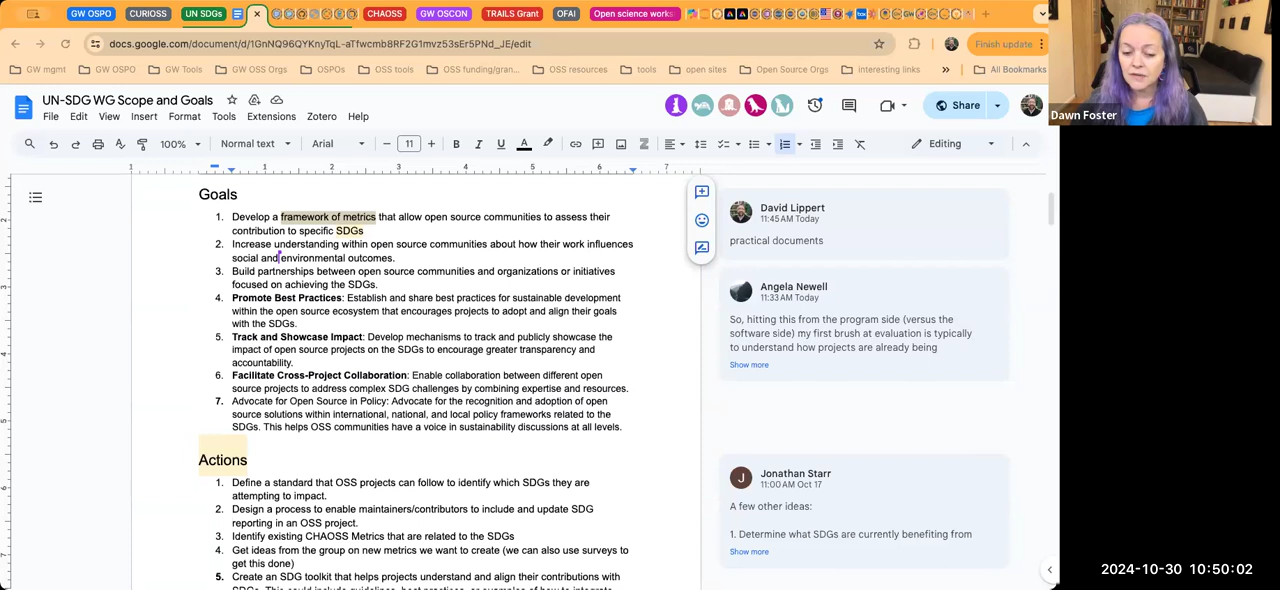 GW OSPO
CURIOSS
UN SDGs
CHAOSS
GW OSCON
TRAILS Grant
OFAI
Open science works
docs.google.com/document/d/1GnNQ96QYKnyTqL-aTfwcmb8RF2G1mvz53sEr5PNd_JE/edit
Finish update
GW mgmt
GW OSPO
GW Tools
GW OSS Orgs
OSPOs
OSS tools
OSS funding/gran...
OSS resources
tools
open sites
Open Source Orgs
interesting links
All Bookmarks
Dawn Foster
UN-SDG WG Scope and Goals
File Edit View Insert Format Tools Extensions Zotero Help
Share
100%
Normal text
Arial
11
Editing
Goals
1. Develop a framework of metrics that allow open source communities to assess their
contribution to specific SDGs
2. Increase understanding within open source communities about how their work influences
social and environmental outcomes.
3. Build partnerships between open source communities and organizations or initiatives
focused on achieving the SDGs.
4. Promote Best Practices: Establish and share best practices for sustainable development
within the open source ecosystem that encourages projects to adopt and align their goals
with the SDGs.
5. Track and Showcase Impact: Develop mechanisms to track and publicly showcase the
impact of open source projects on the SDGs to encourage greater transparency and
accountability.
6. Facilitate Cross-Project Collaboration: Enable collaboration between different open
source projects to address complex SDG challenges by combining expertise and resources.
7. Advocate for Open Source in Policy: Advocate for the recognition and adoption of open
source solutions within international, national, and local policy frameworks related to the
SDGs. This helps OSS communities have a voice in sustainability discussions at all levels.
Actions
1. Define a standard that OSS projects can follow to identify which SDGs they are
attempting to impact.
2. Design a process to enable maintainers/contributors to include and update SDG
reporting in an OSS project.
3. Identify existing CHAOSS Metrics that are related to the SDGs
4. Get ideas from the group on new metrics we want to create (we can also use surveys to
get this done)
5. Create an SDG toolkit that helps projects understand and align their contributions with
David Lippert
11:45 AM Today
practical documents
Angela Newell
11:33 AM Today
So, hitting this from the program side (versus the
software side) my first brush at evaluation is typically
to understand how projects are already being
Show more
J
Jonathan Starr
11:00 AM Oct 17
A few other ideas:
1. Determine what SDGs are currently benefiting from
Show more
2024-10-30 10:50:02